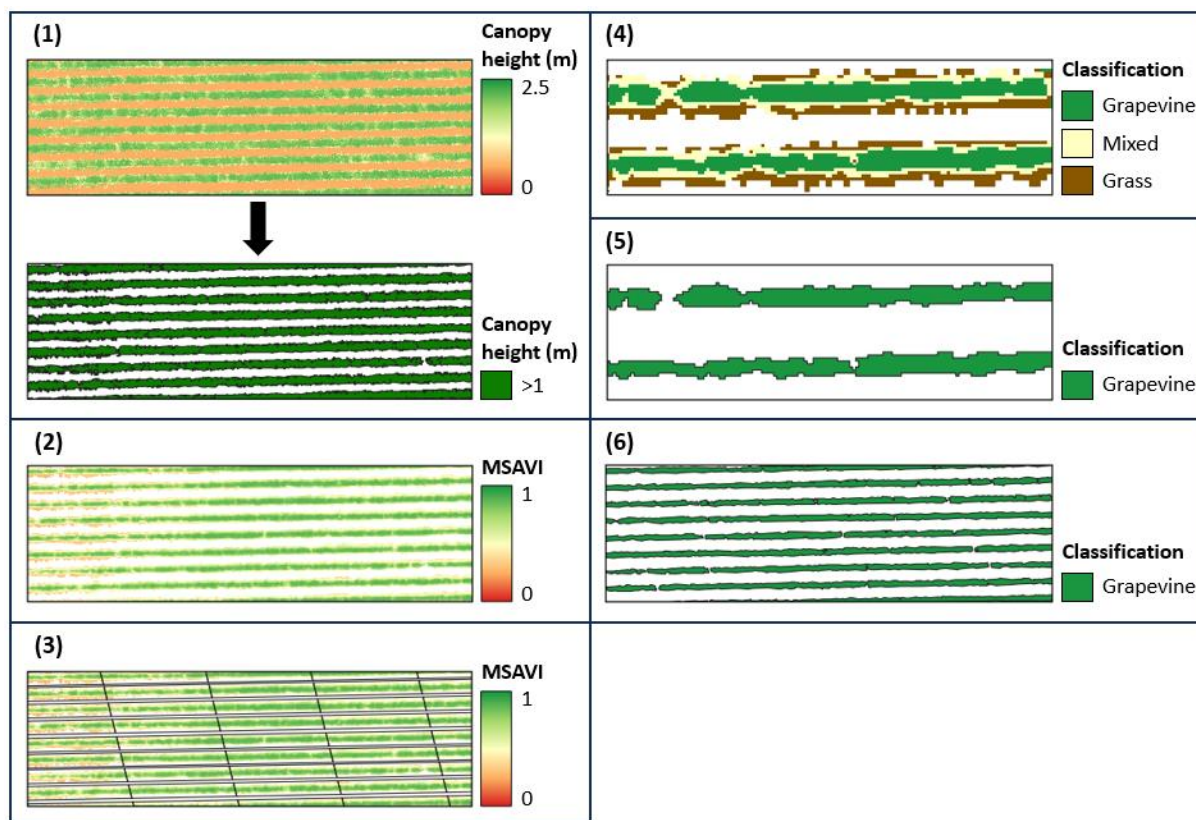 (1)
Canopy
height (m)
2.5
0
Canopy
height (m)
>1
(2)
MSAVI
1
0
(3)
MSAVI
1
0
(4)
Classification
Grapevine
Mixed
Grass
(5)
Classification
Grapevine
(6)
Classification
Grapevine